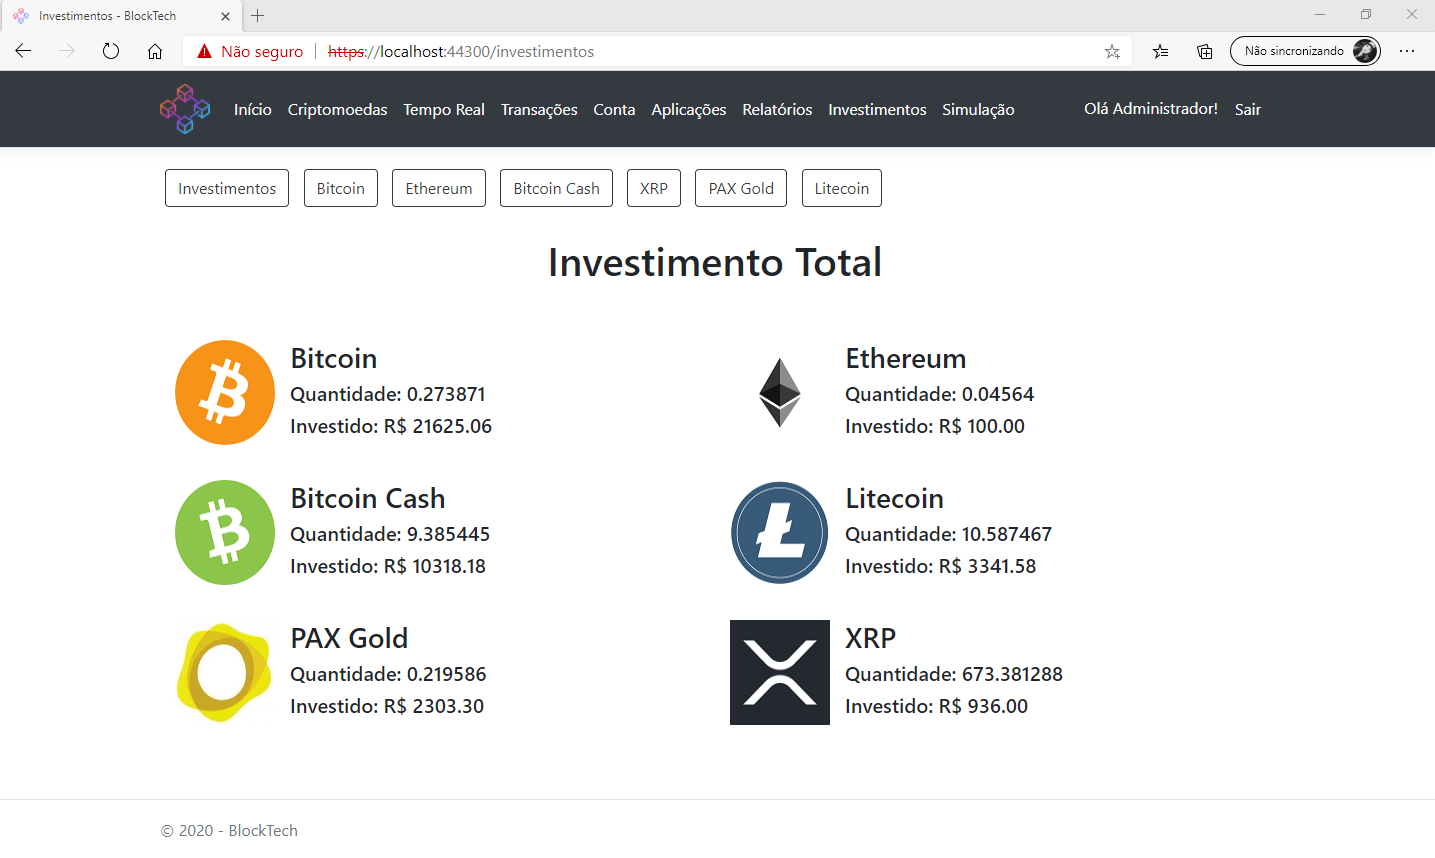 Investimentos - BlockTech
Não seguro https://localhost:44300/investimentos Não sincronizando
Início Criptomoedas Tempo Real Transações Conta Aplicações Relatórios Investimentos Simulação Olá Administrador! Sair
Investimentos Bitcoin Ethereum Bitcoin Cash XRP PAX Gold Litecoin
Investimento Total
Bitcoin
Quantidade: 0.273871
Investido: R$ 21625.06
Ethereum
Quantidade: 0.04564
Investido: R$ 100.00
Bitcoin Cash
Quantidade: 9.385445
Investido: R$ 10318.18
Litecoin
Quantidade: 10.587467
Investido: R$ 3341.58
PAX Gold
Quantidade: 0.219586
Investido: R$ 2303.30
XRP
Quantidade: 673.381288
Investido: R$ 936.00
© 2020 - BlockTech